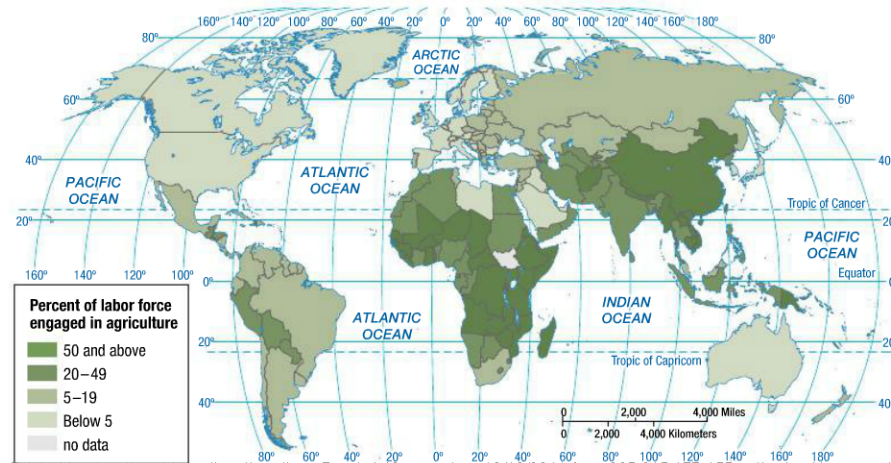 160° 140° 120° 100° 80° 60° 40° 20° 0° 20° 40° 60° 80° 100° 120° 140° 160° 180°
80° 80°
ARCTIC
OCEAN
60° 60°
40° 40°
PACIFIC
OCEAN
ATLANTIC
OCEAN
Tropic of Cancer
20° 20°
PACIFIC
OCEAN
160° 140° 120° 100°
0°
Equator
Percent of labor force
engaged in agriculture
50 and above
20–49
5–19
Below 5
no data
ATLANTIC
OCEAN
INDIAN
OCEAN
20°
Tropic of Capricorn
40° 40°
0 2,000 4,000 Miles
0 2,000 4,000 Kilometers
80° 60° 40° 20° 0° 20° 40° 60° 80° 100° 120° 140° 160° 180°